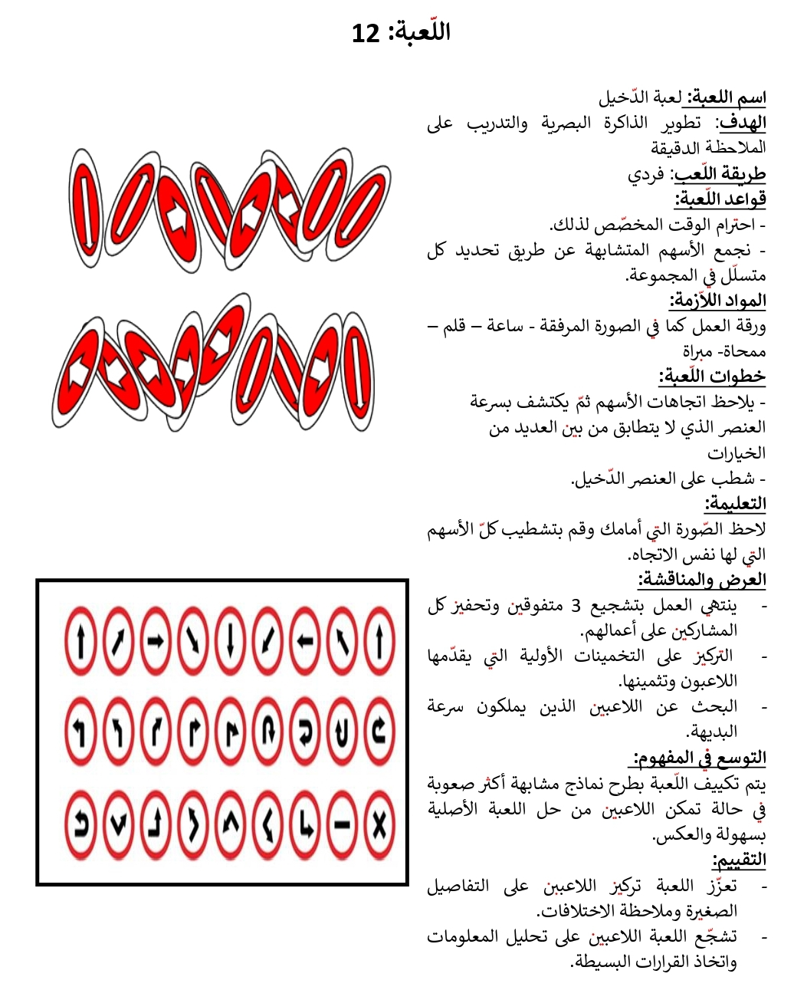 اللّعبة: 12
اسم اللعبة: لعبة الدّخيل
الهدف: تطوير الذاكرة البصرية والتدريب على
الملاحظة الدقيقة
طريقة اللّعب: فردي
قواعد اللّعبة:
- احترام الوقت المخصّص لذلك.
- نجمع الأسهم المتشابهة عن طريق تحديد كل
متسلّل في المجموعة.
المواد اللاّزمة:
ورقة العمل كما في الصورة المرفقة - ساعة – قلم –
ممحاة- مبراة
خطوات اللّعبة:
- يلاحظ اتجاهات الأسهم ثمّ يكتشف بسرعة
العنصر الذي لا يتطابق من بين العديد من
الخيارات
- شطب على العنصر الدّخيل.
التعليمة:
لاحظ الصّورة التي أمامك وقم بتشطيب كلّ الأسهم
التي لها نفس الاتجاه.
العرض والمناقشة:
- ينتهي العمل بتشجيع 3 متفوقين وتحفيز كل
المشاركين على أعمالهم.
- التركيز على التخمينات الأولية التي يقدّمها
اللاعبون وتثمينها.
- البحث عن اللاعبين الذين يملكون سرعة
البديهة.
التوسع في المفهوم:
يتم تكييف اللّعبة بطرح نماذج مشابهة أكثر صعوبة
في حالة تمكن اللاعبين من حل اللعبة الأصلية
بسهولة والعكس.
التقييم:
- تعزّز اللعبة تركيز اللاعبين على التفاصيل
الصغيرة وملاحظة الاختلافات.
- تشجّع اللعبة اللاعبين على تحليل المعلومات
واتخاذ القرارات البسيطة.